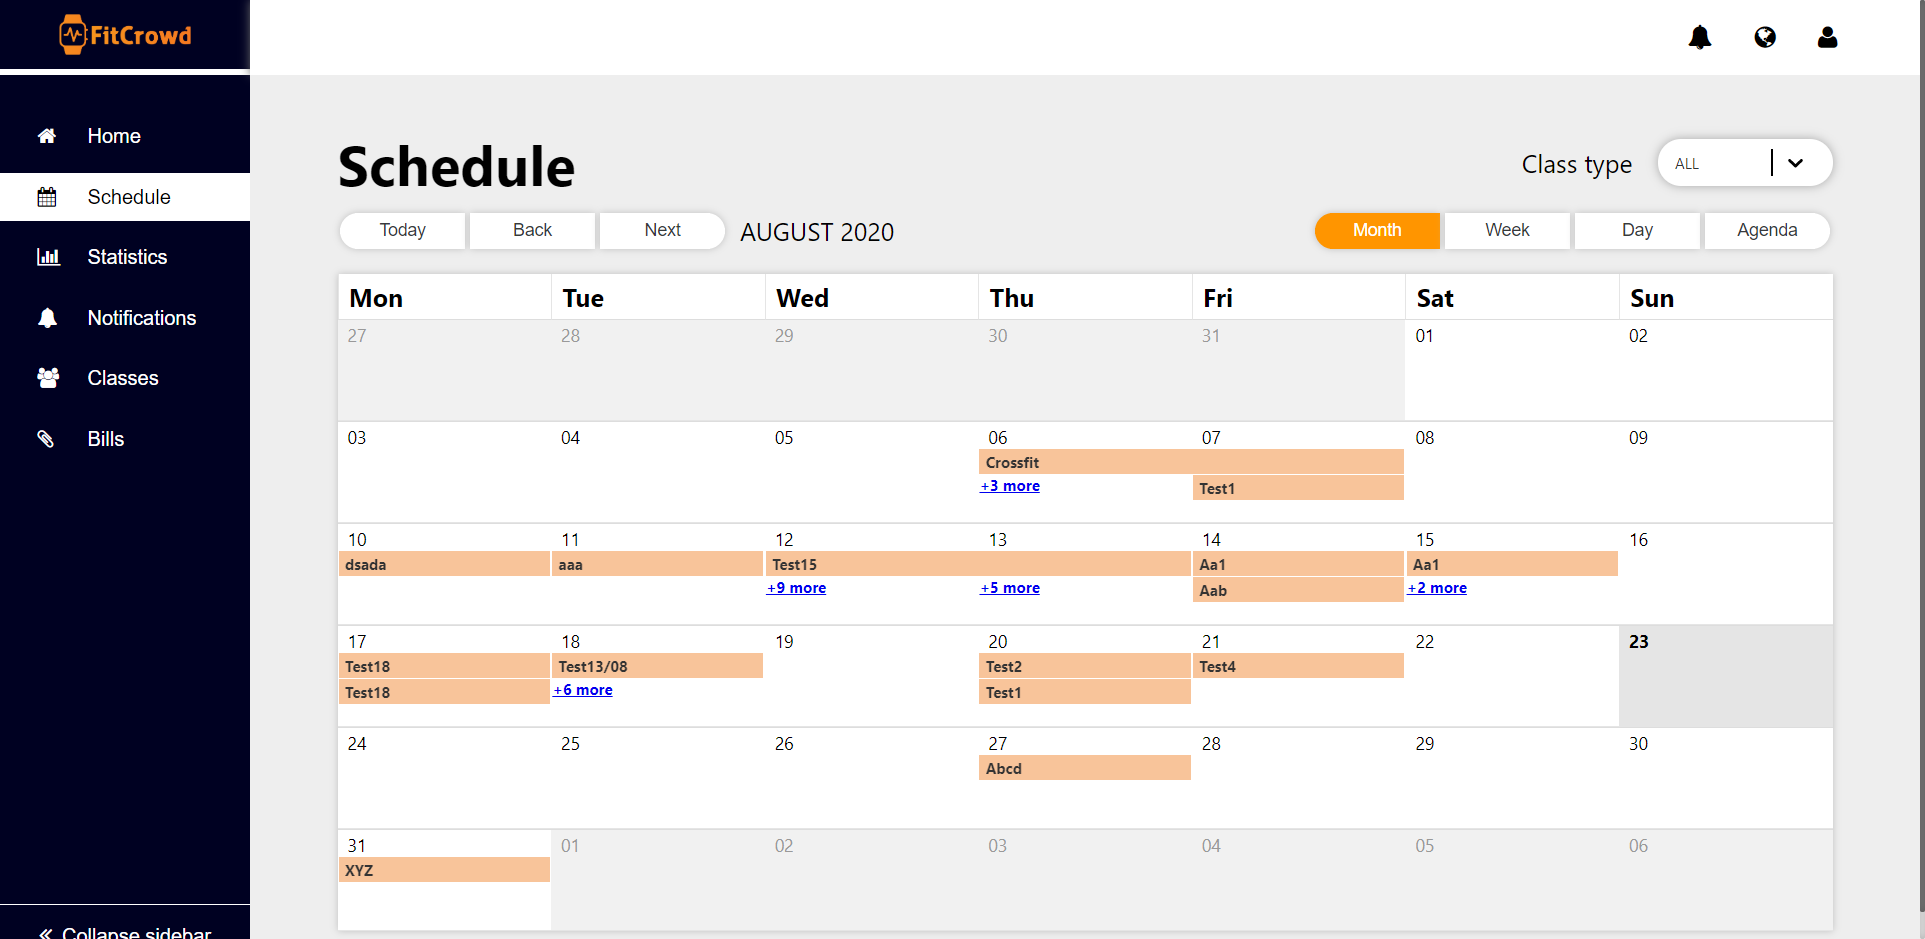 FitCrowd
Home
Schedule
Statistics
Notifications
Classes
Bills
Collapse sidebar
Schedule
Class type ALL
Today Back Next AUGUST 2020 Month Week Day Agenda
Mon Tue Wed Thu Fri Sat Sun
27 28 29 30 31 01 02
03 04 05 06 07 08 09
Crossfit
+3 more Test1
10 11 12 13 14 15 16
dsada aaa Test15 Aa1 Aa1
+9 more +5 more Aab +2 more
17 18 19 20 21 22 23
Test18 Test13/08 Test2 Test4
Test18 +6 more Test1
24 25 26 27 28 29 30
Abcd
31 01 02 03 04 05 06
XYZ